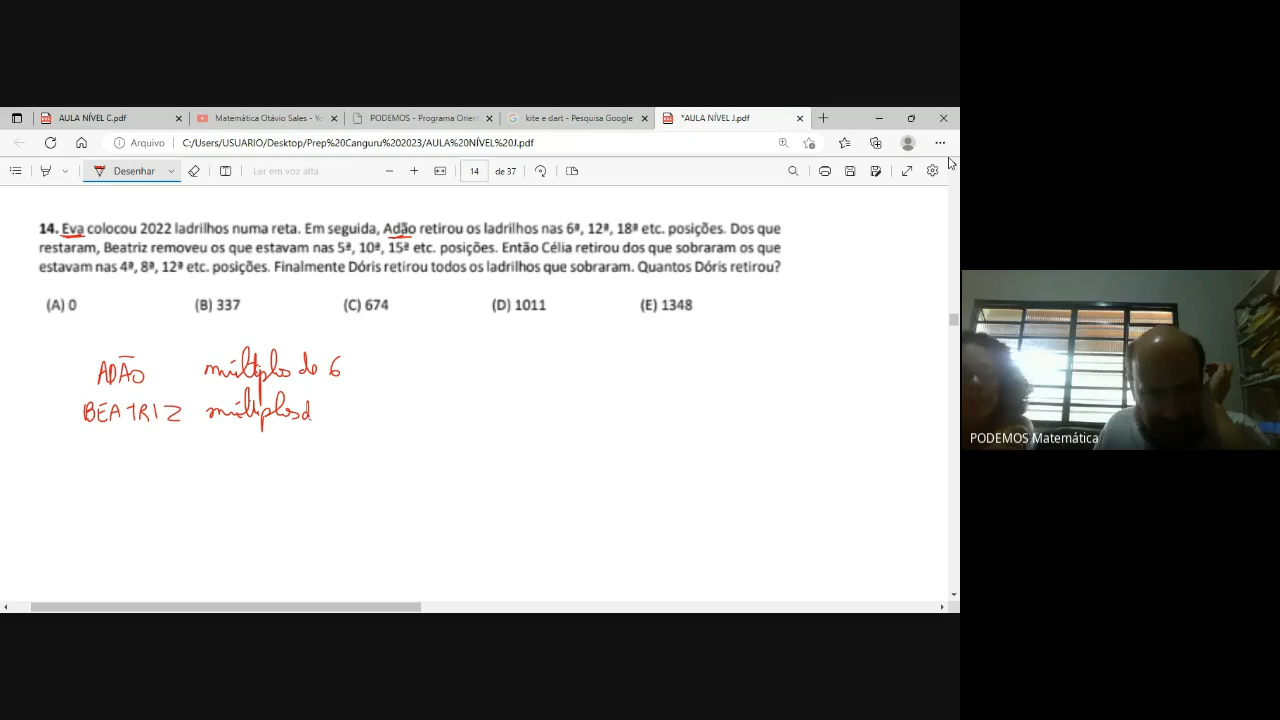 AULA NÍVEL C.pdf
Matemática Otávio Sales - Yo
PODEMOS - Programa Orien
kite e dart - Pesquisa Google
*AULA NÍVEL J.pdf
Arquivo
C:/Users/USUARIO/Desktop/Prep%20Canguru%202023/AULA%20NÍVEL%20J.pdf
Desenhar
Ler em voz alta
14 de 37
14. Eva colocou 2022 ladrilhos numa reta. Em seguida, Adão retirou os ladrilhos nas 6ª, 12ª, 18ª etc. posições. Dos que
restaram, Beatriz removeu os que estavam nas 5ª, 10ª, 15ª etc. posições. Então Célia retirou dos que sobraram os que
estavam nas 4ª, 8ª, 12ª etc. posições. Finalmente Dóris retirou todos os ladrilhos que sobraram. Quantos Dóris retirou?
(A) 0 (B) 337 (C) 674 (D) 1011 (E) 1348
ADÃO múltiplo de 6
BEATRIZ múltiplos d
PODEMOS Matemática